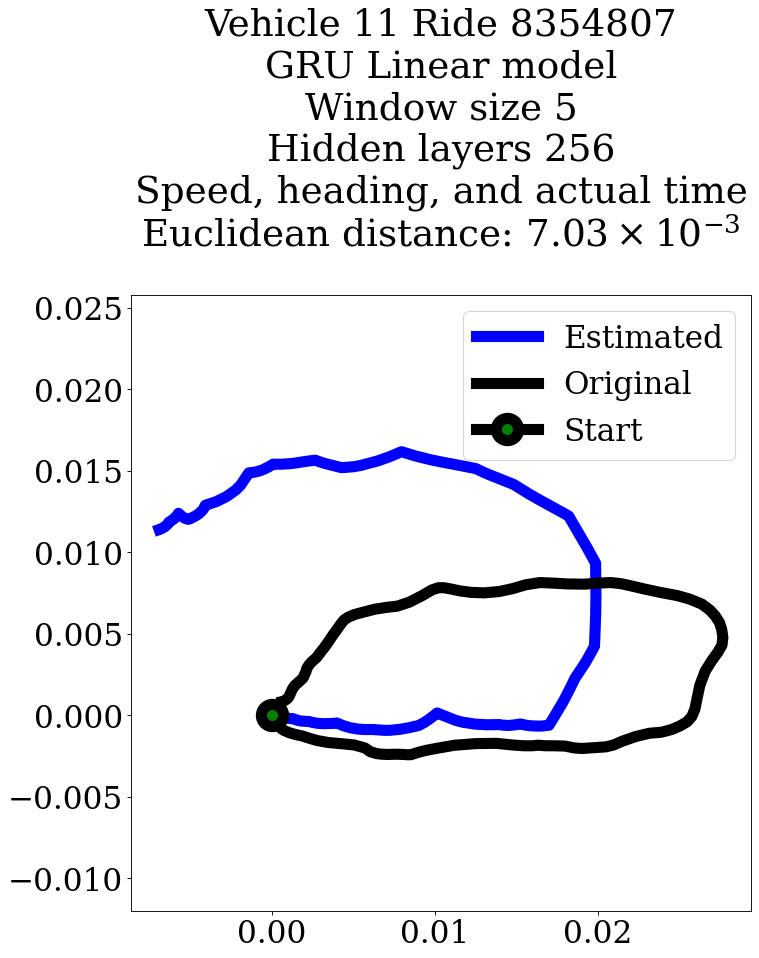 Vehicle 11 Ride 8354807
GRU Linear model
Window size 5
Hidden layers 256
Speed, heading, and actual time
Euclidean distance: 7.03 × 10⁻³
Estimated
Original
Start
0.025
0.020
0.015
0.010
0.005
0.000
−0.005
−0.010
0.00 0.01 0.02